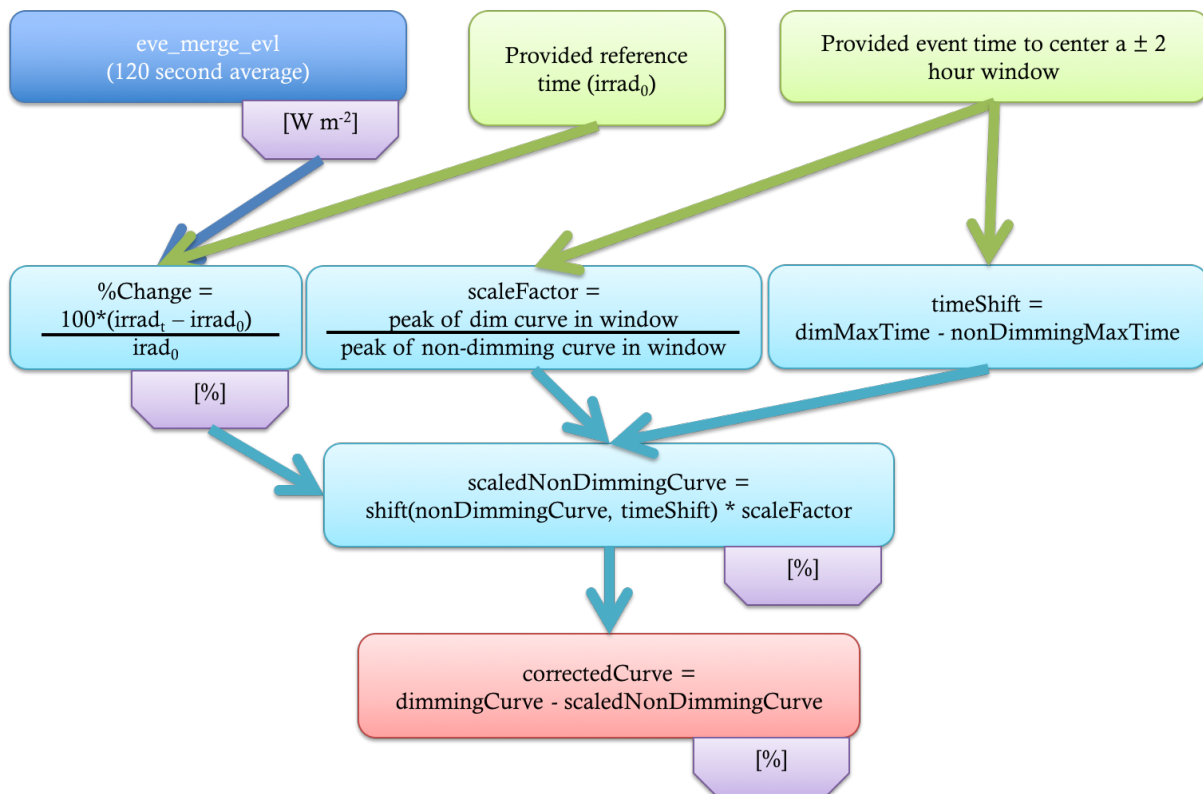 eve_merge_evl
(120 second average)
[W m⁻²]
Provided reference
time (irrad₀)
Provided event time to center a ± 2
hour window
%Change =
100*(irradₜ – irrad₀)
irad₀
[%]
scaleFactor =
peak of dim curve in window
peak of non-dimming curve in window
timeShift =
dimMaxTime - nonDimmingMaxTime
scaledNonDimmingCurve =
shift(nonDimmingCurve, timeShift) * scaleFactor
[%]
correctedCurve =
dimmingCurve - scaledNonDimmingCurve
[%]